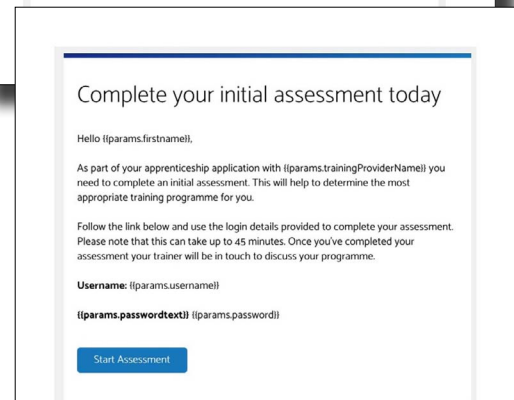 Complete your initial assessment today
Hello {{params.firstname}},
As part of your apprenticeship application with {{params.trainingProviderName}} you
need to complete an initial assessment. This will help to determine the most
appropriate training programme for you.
Follow the link below and use the login details provided to complete your assessment.
Please note that this can take up to 45 minutes. Once you've completed your
assessment your trainer will be in touch to discuss your programme.
Username: {{params.username}}
{{params.passwordtext}} {{params.password}}
Start Assessment